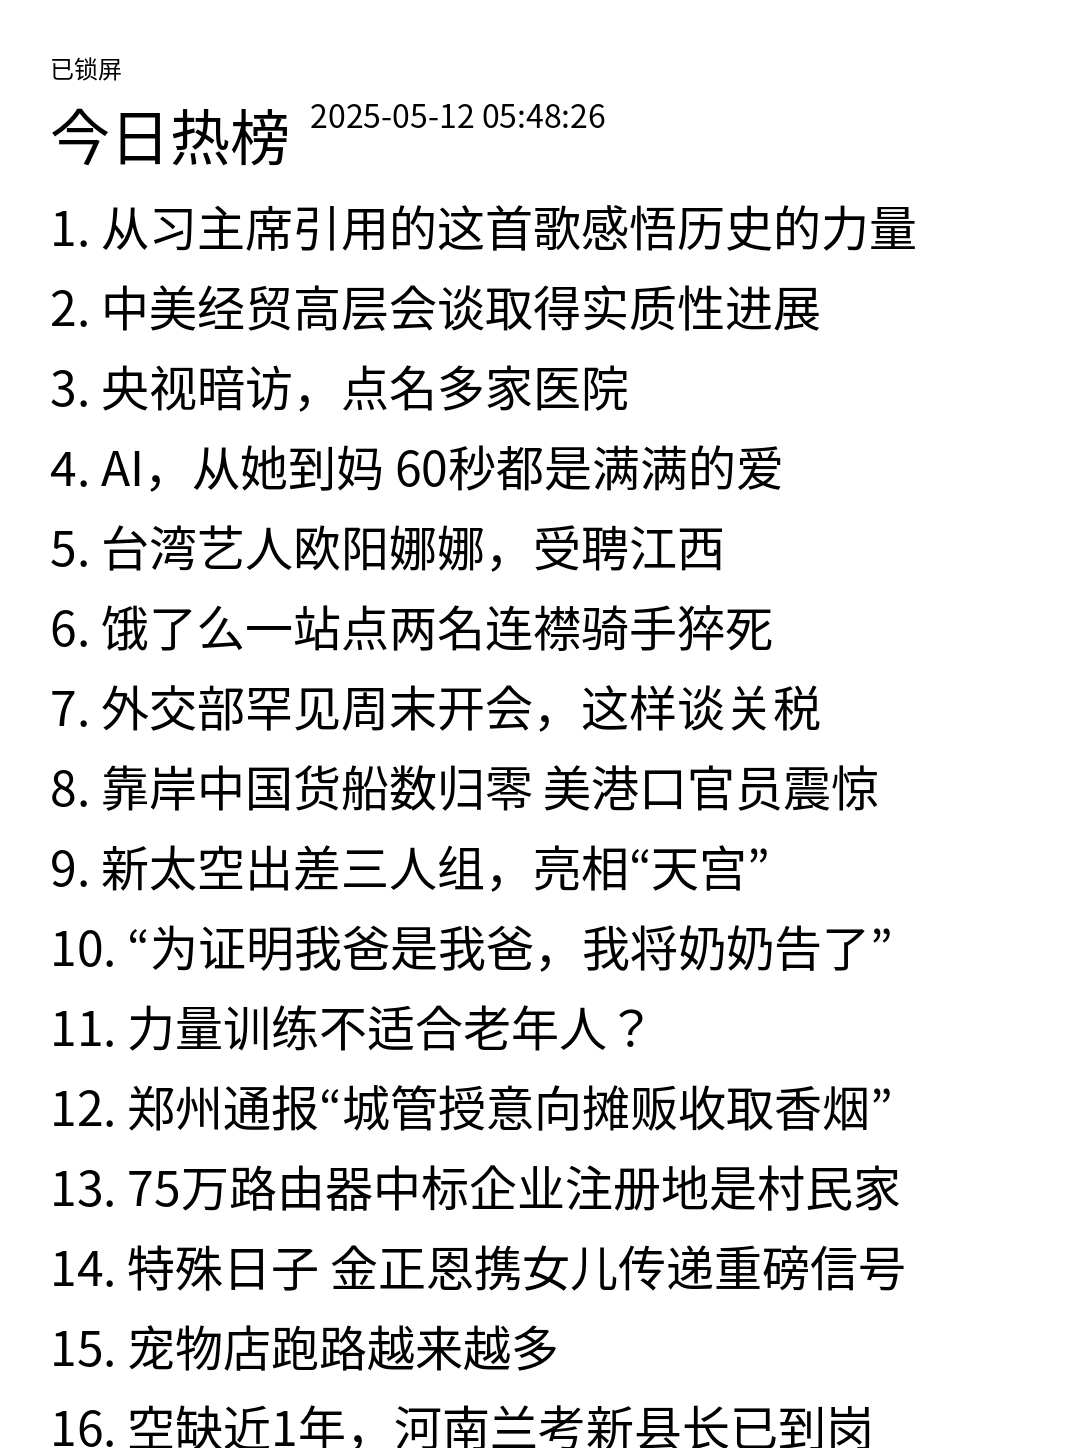 已锁屏
今日热榜 2025-05-12 05:48:26
1. 从习主席引用的这首歌感悟历史的力量
2. 中美经贸高层会谈取得实质性进展
3. 央视暗访，点名多家医院
4. AI，从她到妈 60秒都是满满的爱
5. 台湾艺人欧阳娜娜，受聘江西
6. 饿了么一站点两名连襟骑手猝死
7. 外交部罕见周末开会，这样谈关税
8. 靠岸中国货船数归零 美港口官员震惊
9. 新太空出差三人组，亮相“天宫”
10. “为证明我爸是我爸，我将奶奶告了”
11. 力量训练不适合老年人？
12. 郑州通报“城管授意向摊贩收取香烟”
13. 75万路由器中标企业注册地是村民家
14. 特殊日子 金正恩携女儿传递重磅信号
15. 宠物店跑路越来越多
16. 空缺近1年，河南兰考新县长已到岗